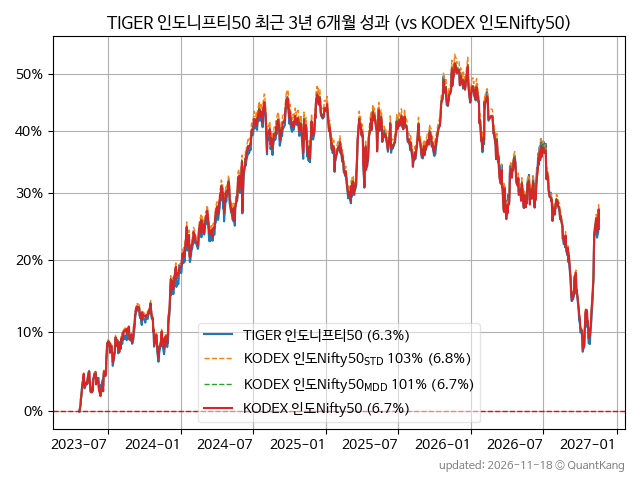 TIGER 인도니프티50 최근 3년 6개월 성과 (vs KODEX 인도Nifty50)
50%
40%
30%
20%
10%
0%
TIGER 인도니프티50 (6.3%)
KODEX 인도Nifty50STD 103% (6.8%)
KODEX 인도Nifty50MDD 101% (6.7%)
KODEX 인도Nifty50 (6.7%)
2023-07 2024-01 2024-07 2025-01 2025-07 2026-01 2026-07 2027-01
updated: 2026-11-18 © QuantKang